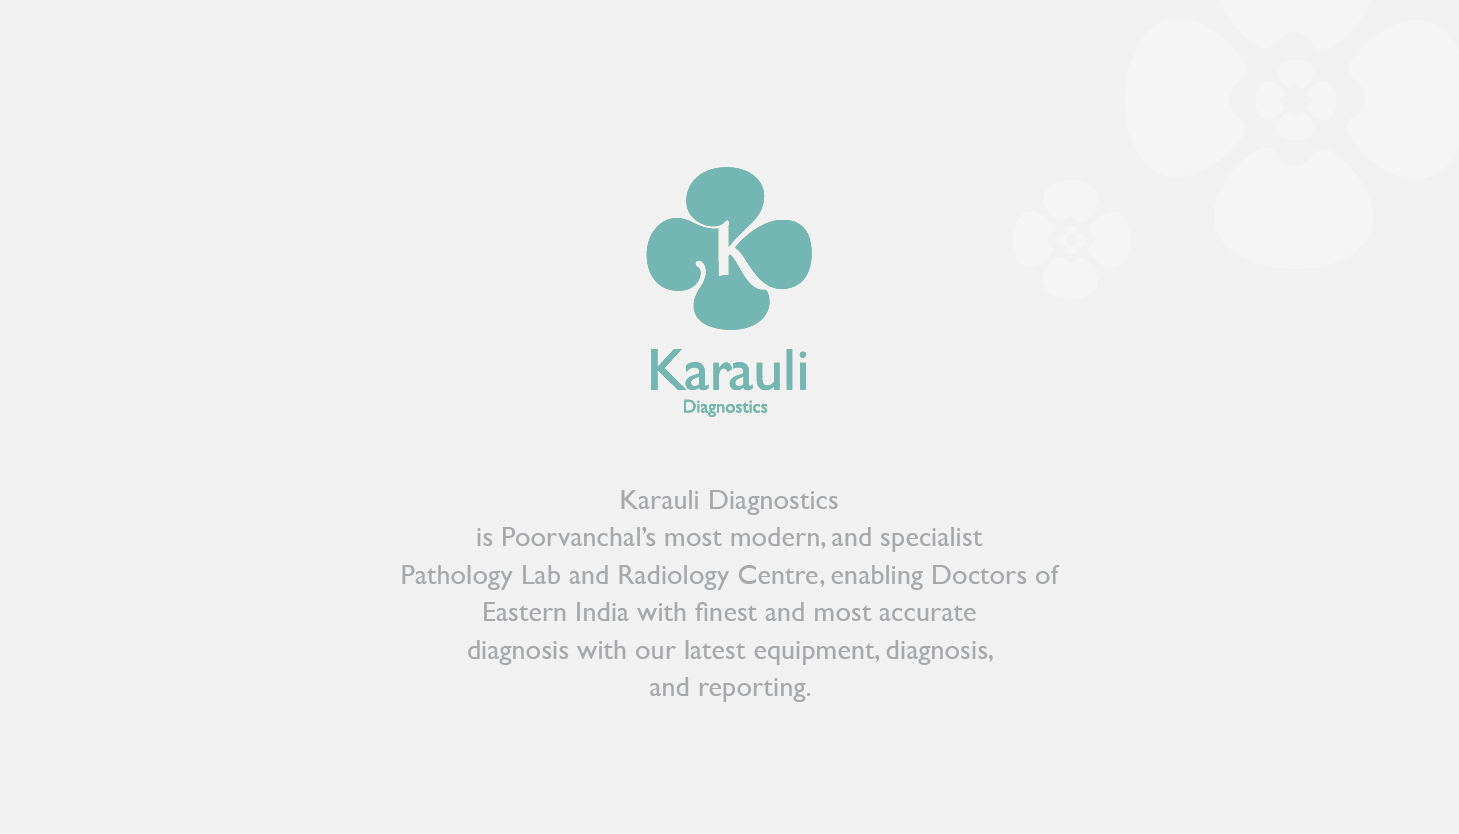 K
Karauli
Diagnostics
Karauli Diagnostics
is Poorvanchal’s most modern, and specialist
Pathology Lab and Radiology Centre, enabling Doctors of
Eastern India with finest and most accurate
diagnosis with our latest equipment, diagnosis,
and reporting.